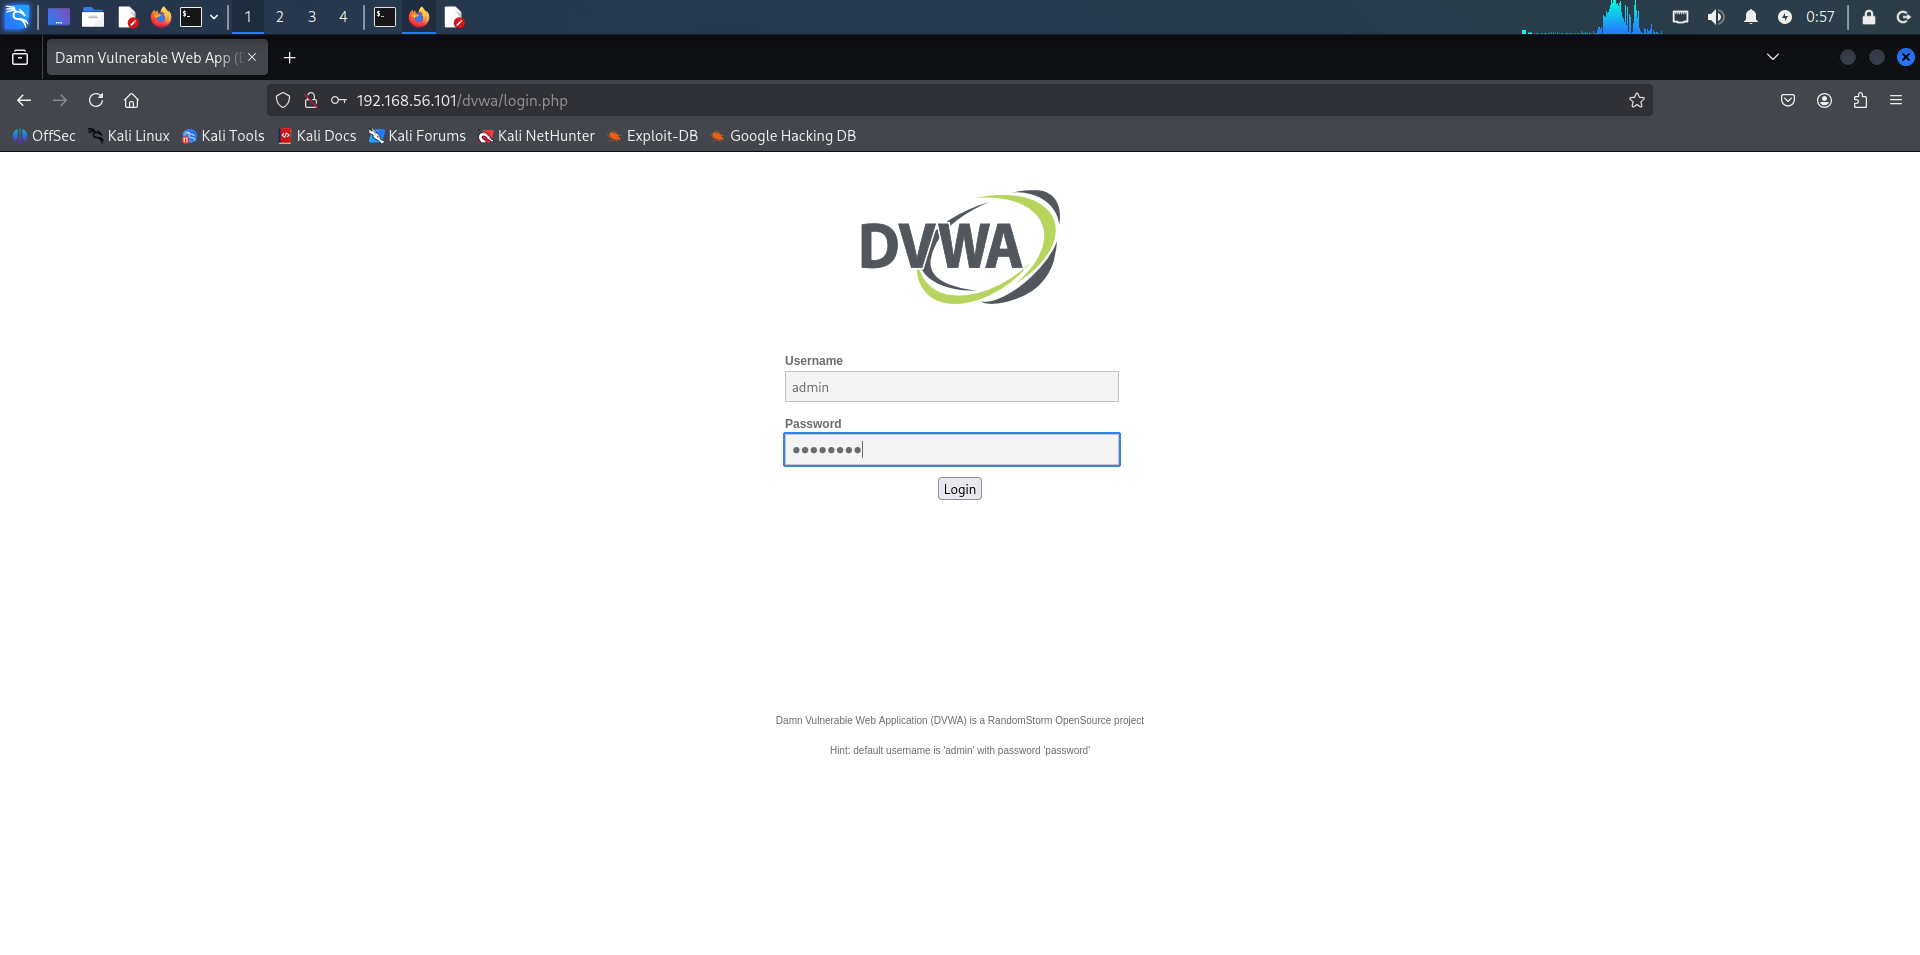 1 2 3 4 0:57
Damn Vulnerable Web App (D
192.168.56.101/dvwa/login.php
OffSec Kali Linux Kali Tools Kali Docs Kali Forums Kali NetHunter Exploit-DB Google Hacking DB
DVWA
Username
admin
Password
Login
Damn Vulnerable Web Application (DVWA) is a RandomStorm OpenSource project
Hint: default username is 'admin' with password 'password'